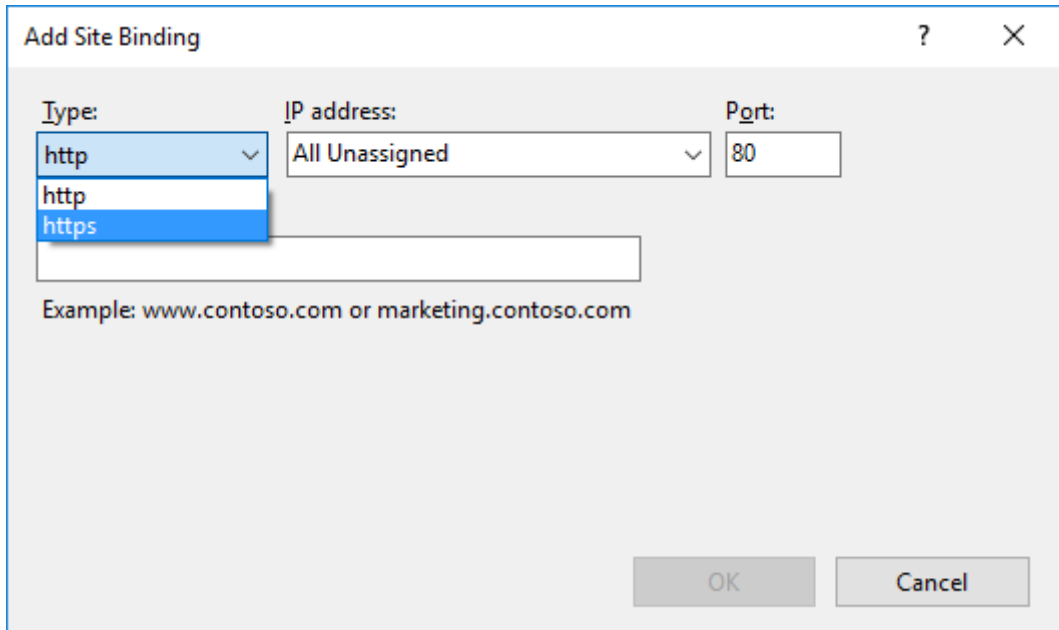 Add Site Binding ?
Type: IP address: Port:
http All Unassigned 80
http
https
Example: www.contoso.com or marketing.contoso.com
OK Cancel